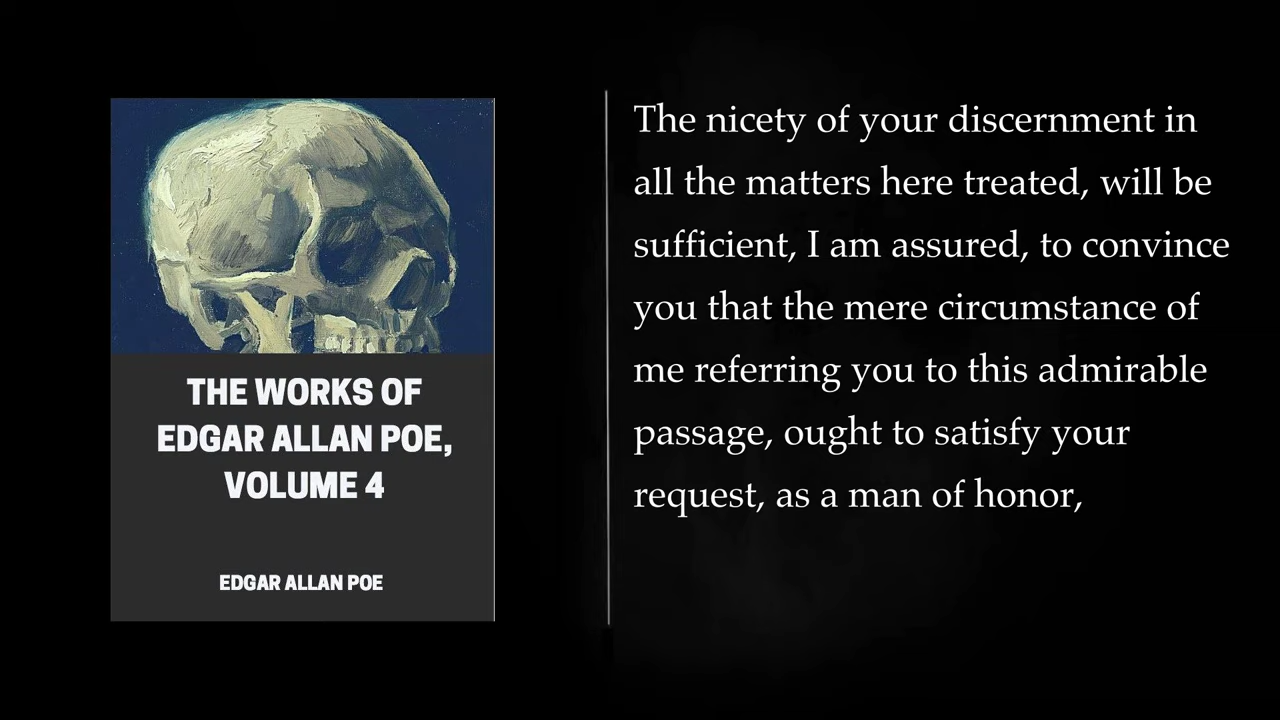 THE WORKS OF
EDGAR ALLAN POE,
VOLUME 4
EDGAR ALLAN POE
The nicety of your discernment in
all the matters here treated, will be
sufficient, I am assured, to convince
you that the mere circumstance of
me referring you to this admirable
passage, ought to satisfy your
request, as a man of honor,